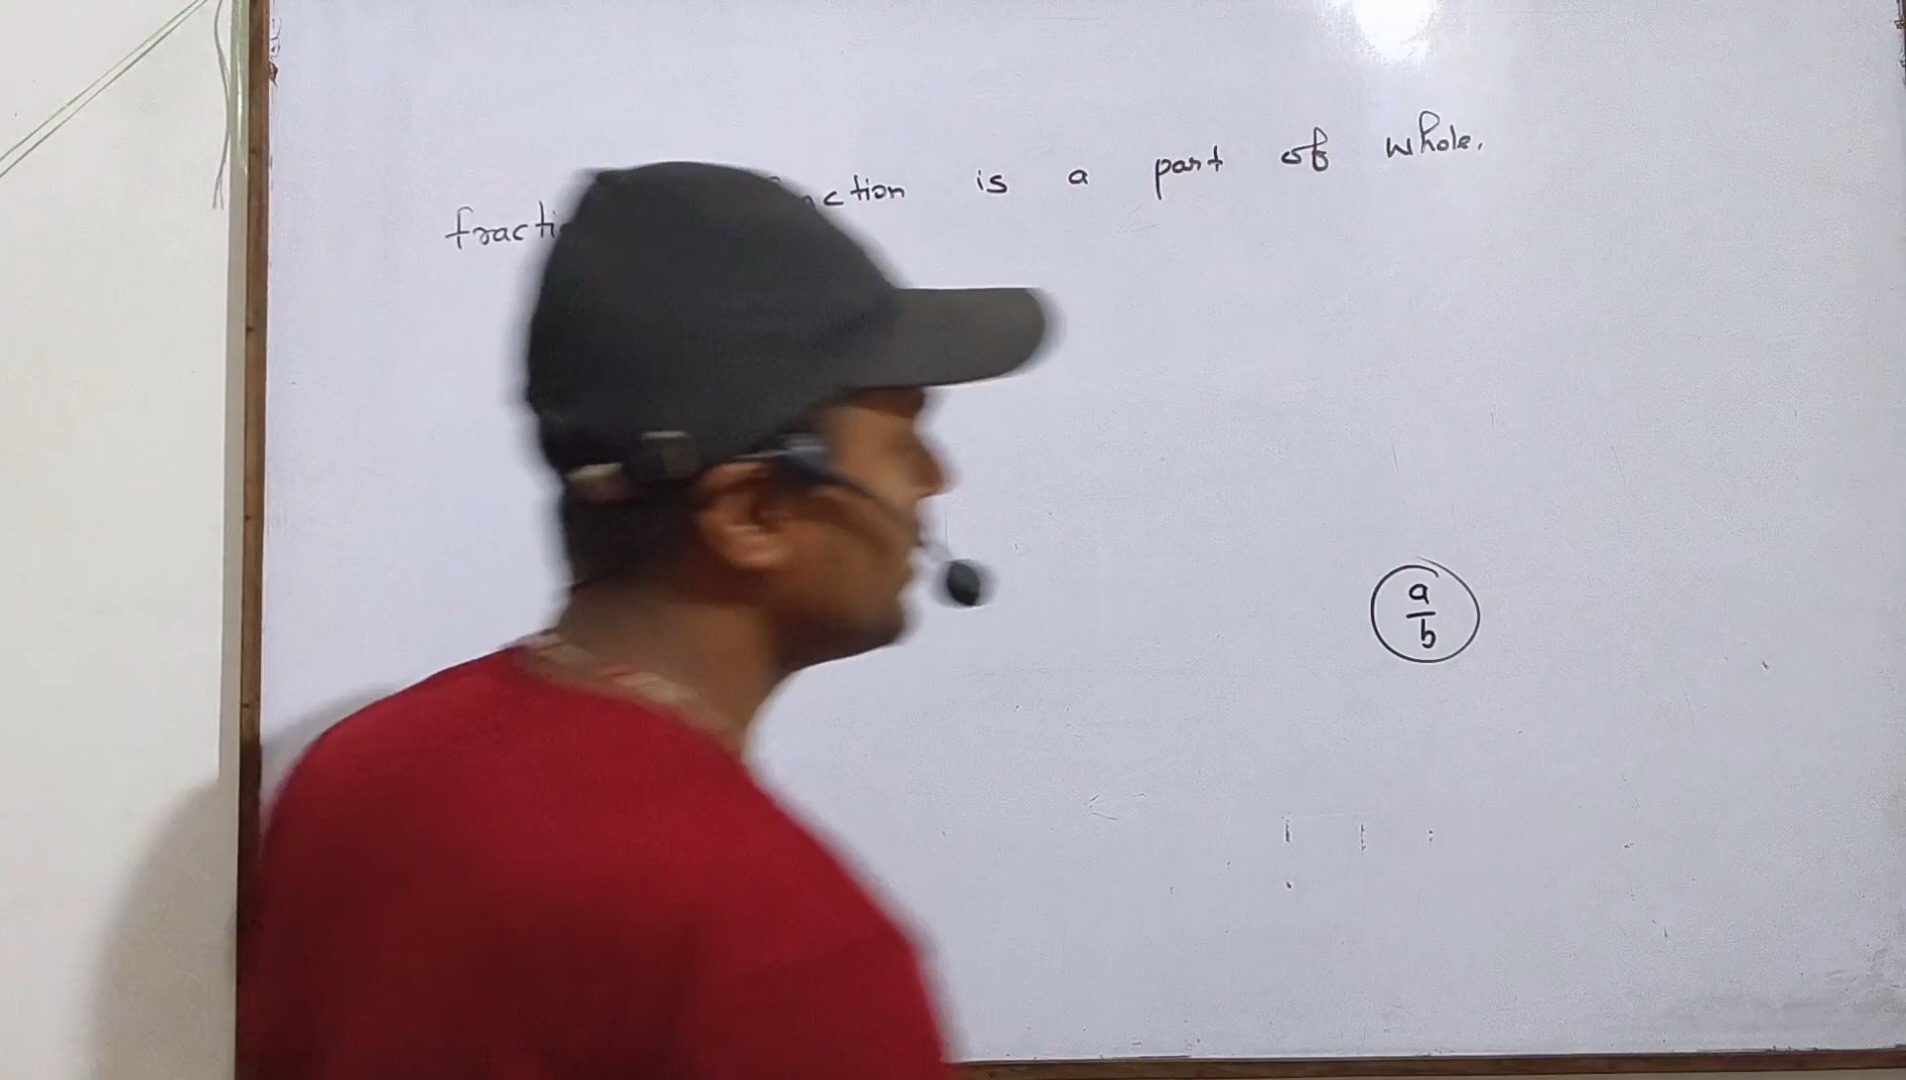 fracti ction is a part of whole.
a
b